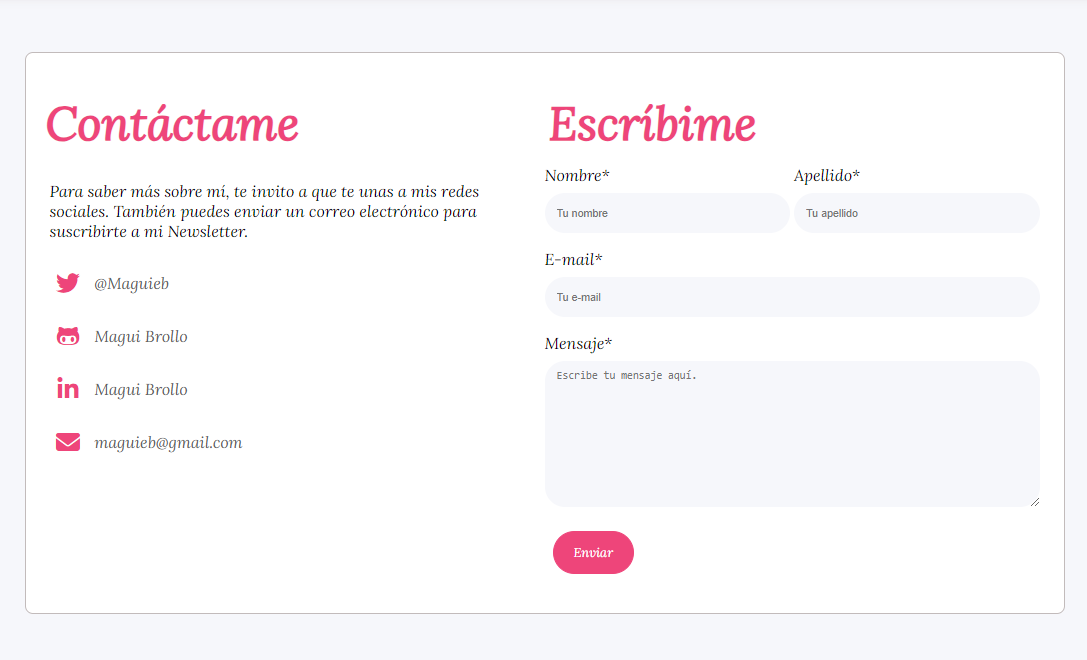 Contáctame
Para saber más sobre mí, te invito a que te unas a mis redes
sociales. También puedes enviar un correo electrónico para
suscribirte a mi Newsletter.
@Maguieb
Magui Brollo
Magui Brollo
maguieb@gmail.com
Escríbime
Nombre* Apellido*
Tu nombre Tu apellido
E-mail*
Tu e-mail
Mensaje*
Escribe tu mensaje aquí.
Enviar